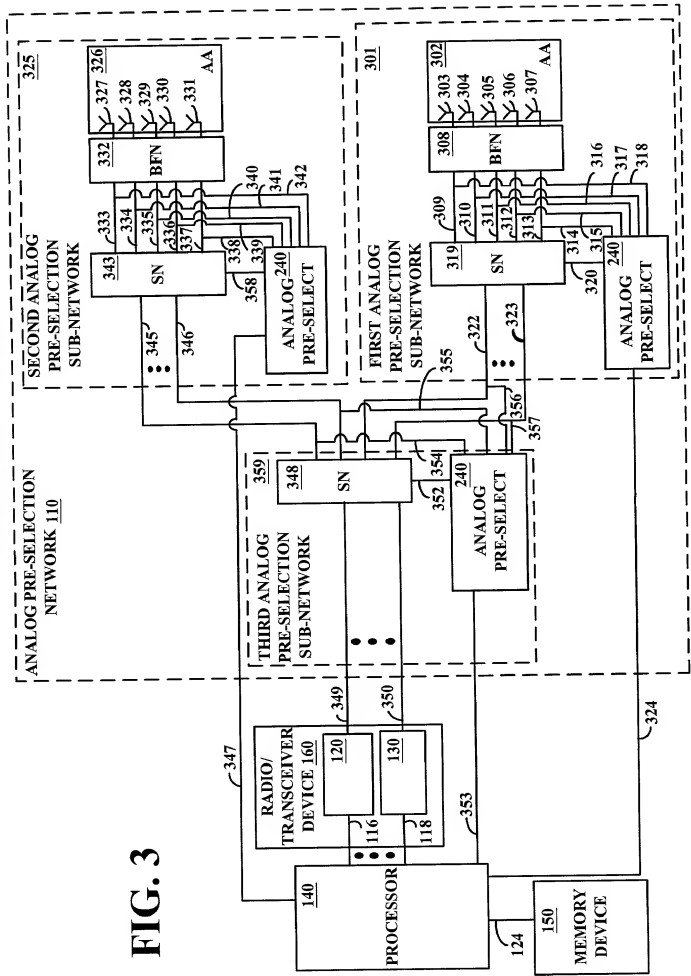 FIG. 3
ANALOG PRE-SELECTION
NETWORK 110
SECOND ANALOG
PRE-SELECTION
SUB-NETWORK
325
326
AA
327
328
329
330
331
332
BFN
333
334
335
336
337
338
339
340
341
342
343
SN
358
240
ANALOG
PRE-SELECT
345
346
347
FIRST ANALOG
PRE-SELECTION
SUB-NETWORK
301
302
AA
303
304
305
306
307
308
BFN
309
310
311
312
313
314
315
316
317
318
319
SN
320
240
ANALOG
PRE-SELECT
322
323
324
THIRD ANALOG
PRE-SELECTION
SUB-NETWORK
359
348
SN
352
354
355
356
357
240
ANALOG
PRE-SELECT
349
350
353
RADIO/
TRANSCEIVER
DEVICE 160
120
130
116
118
140
PROCESSOR
124
150
MEMORY
DEVICE